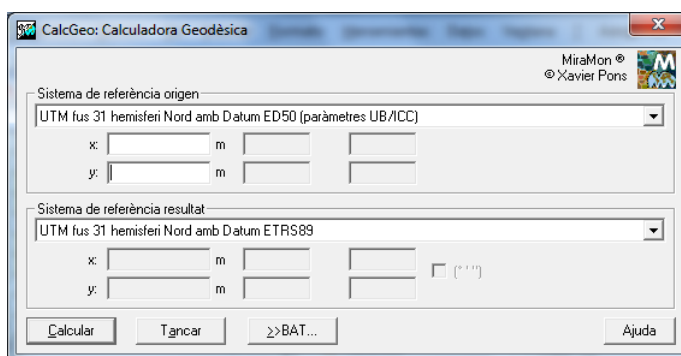 CalcGeo: Calculadora Geodèsica
MiraMon ®
© Xavier Pons
Sistema de referència origen
UTM fus 31 hemisferi Nord amb Datum ED50 (paràmetres UB/ICC)
x: m
y: m
Sistema de referència resultat
UTM fus 31 hemisferi Nord amb Datum ETRS89
x: m
(° ' '')
y: m
Calcular Tancar >>BAT... Ajuda